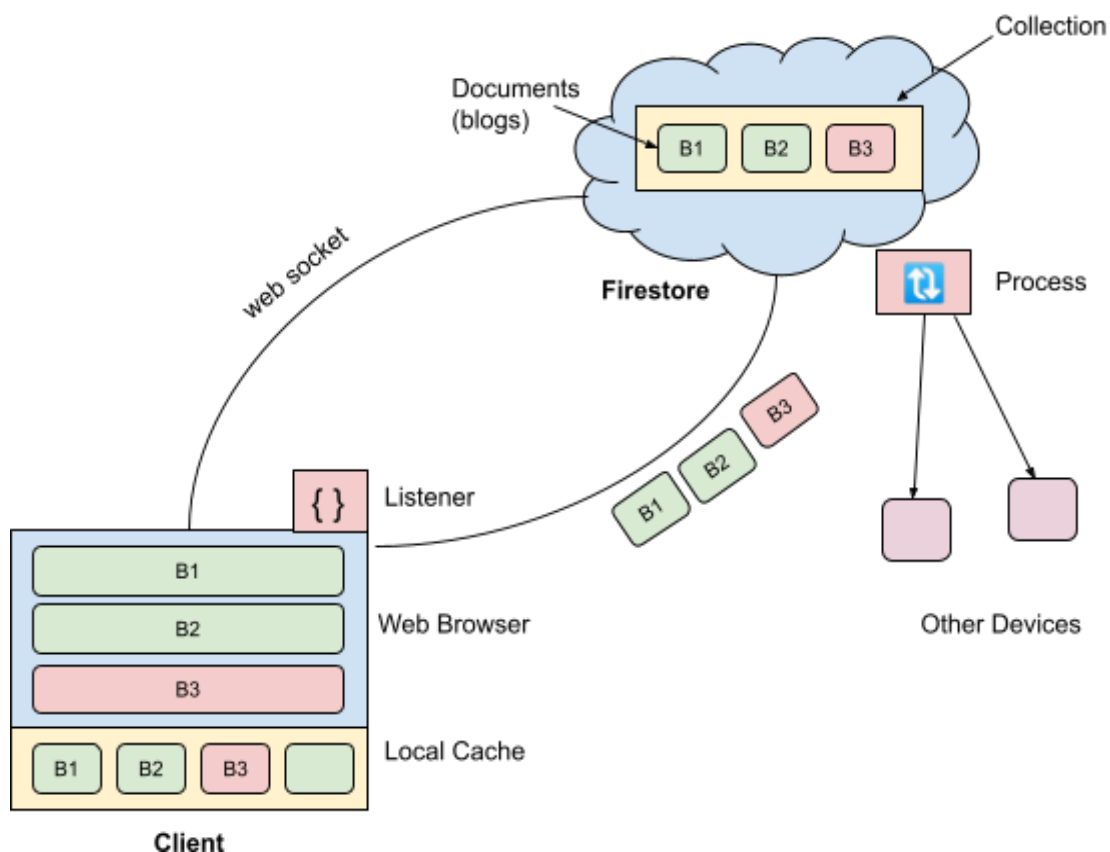 Collection
Documents
(blogs)
B1 B2 B3
web socket
Firestore
Process
B3
B2
B1
{ }
Listener
B1
Web Browser
B2
Other Devices
B3
Local Cache
B1 B2 B3
Client